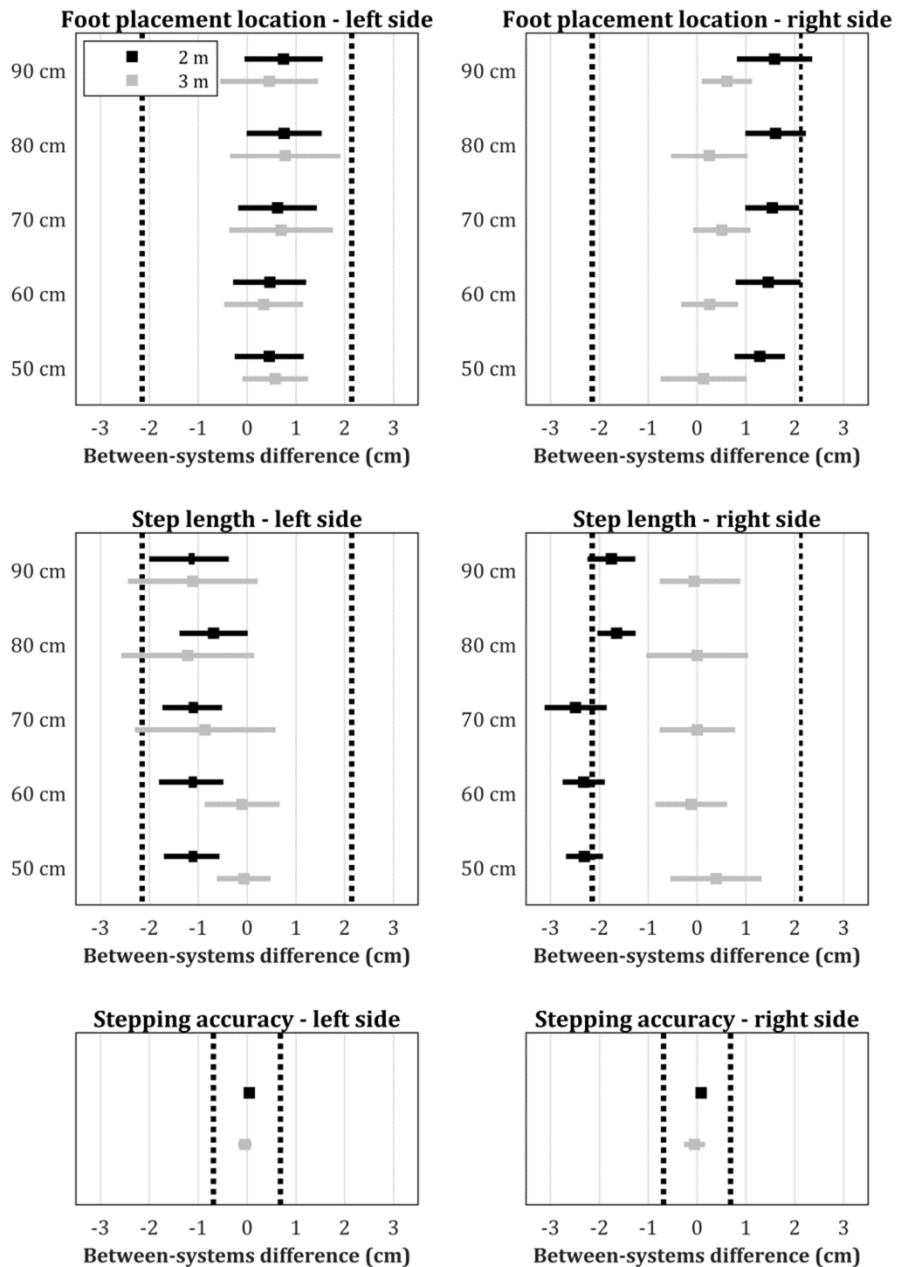 Foot placement location - left side
2 m
3 m
90 cm
80 cm
70 cm
60 cm
50 cm
-3 -2 -1 0 1 2 3
Between-systems difference (cm)
Foot placement location - right side
90 cm
80 cm
70 cm
60 cm
50 cm
-3 -2 -1 0 1 2 3
Between-systems difference (cm)
Step length - left side
90 cm
80 cm
70 cm
60 cm
50 cm
-3 -2 -1 0 1 2 3
Between-systems difference (cm)
Step length - right side
90 cm
80 cm
70 cm
60 cm
50 cm
-3 -2 -1 0 1 2 3
Between-systems difference (cm)
Stepping accuracy - left side
-3 -2 -1 0 1 2 3
Between-systems difference (cm)
Stepping accuracy - right side
-3 -2 -1 0 1 2 3
Between-systems difference (cm)